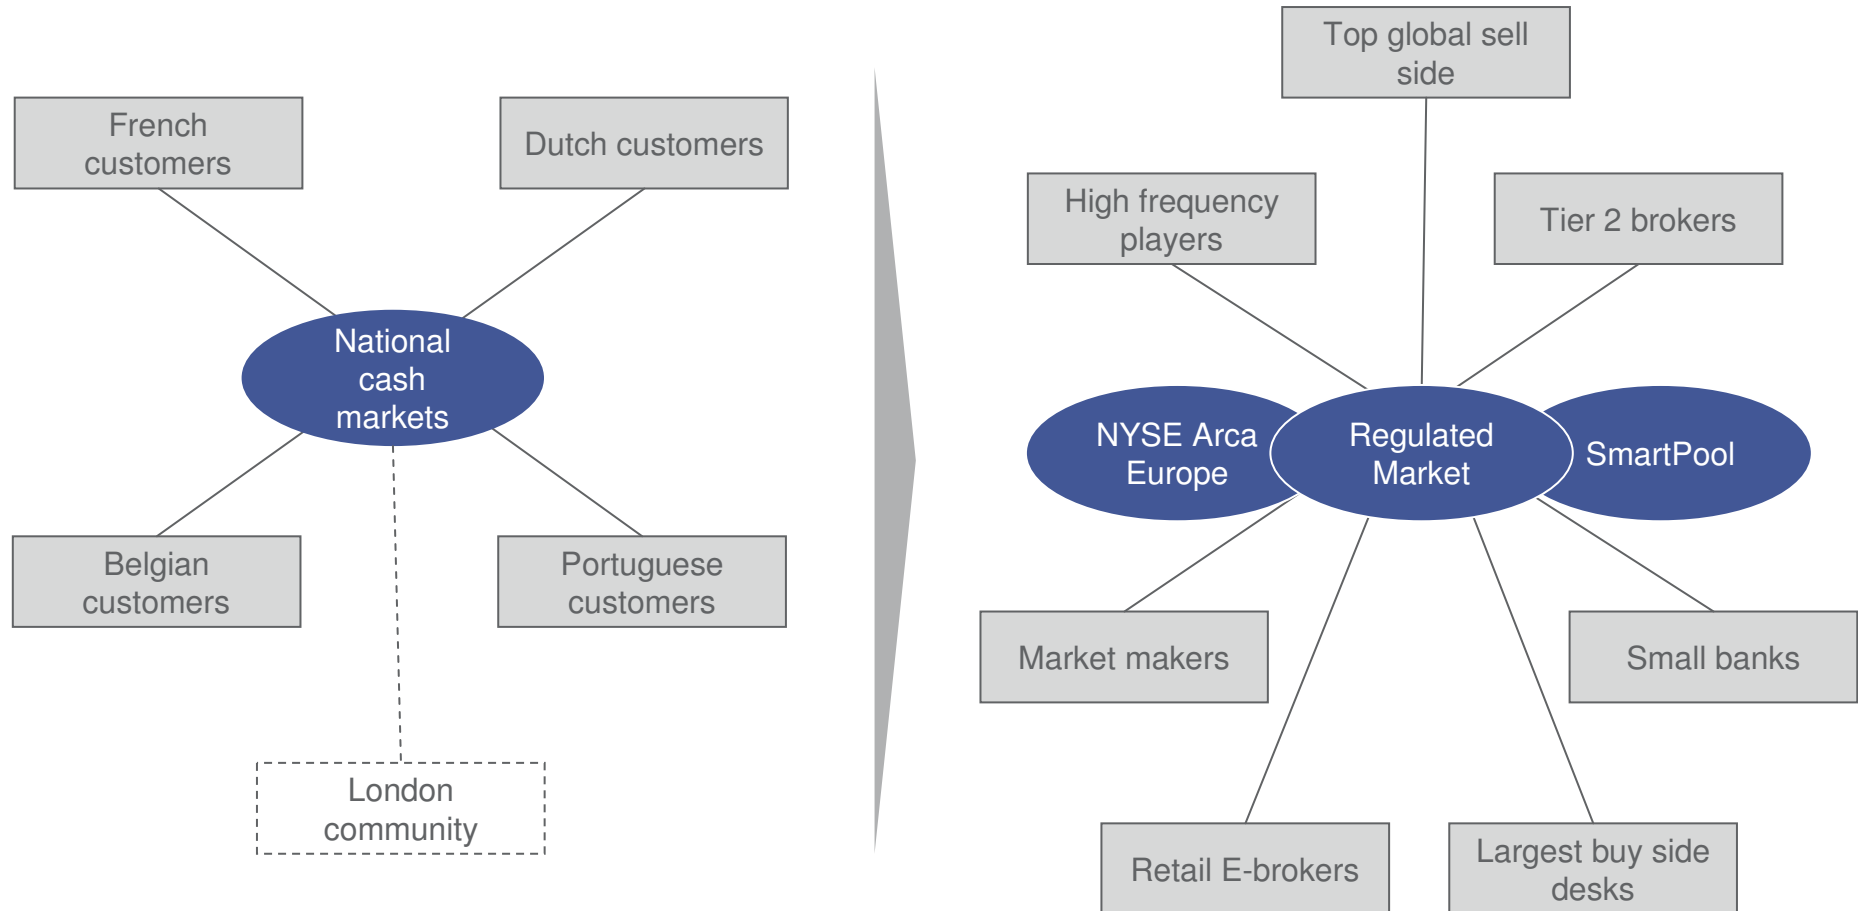 French
customers
Dutch customers
National
cash
markets
Belgian
customers
Portuguese
customers
London
community
Top global sell
side
High frequency
players
Tier 2 brokers
NYSE Arca
Europe
Regulated
Market
SmartPool
Market makers
Small banks
Retail E-brokers
Largest buy side
desks